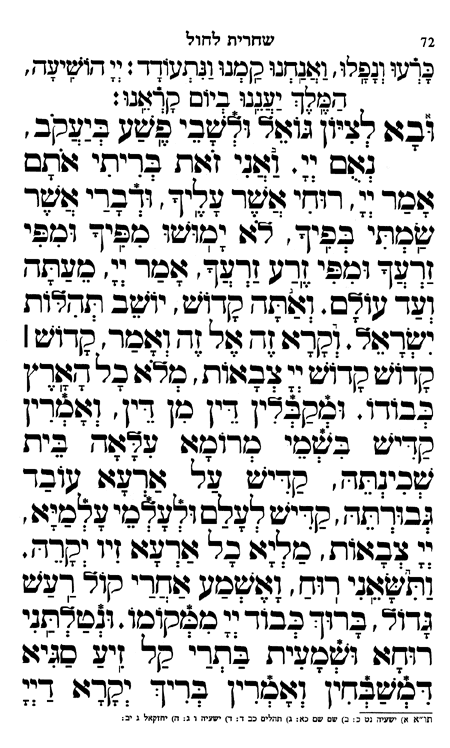 72 שחרית לחול
כָּרְעוּ וְנָפָלוּ, וַאֲנַחְנוּ קַּמְנוּ וַנִּתְעוֹדָד: יְיָ הוֹשִׁיעָה,
הַמֶּלֶךְ יַעֲנֵנוּ בְיוֹם קָרְאֵנוּ:
וּבָא לְצִיּוֹן גּוֹאֵל וּלְשָׁבֵי פֶשַׁע בְּיַעֲקֹב,
נְאֻם יְיָ. וַאֲנִי זֹאת בְּרִיתִי אֹתָם
אָמַר יְיָ, רוּחִי אֲשֶׁר עָלֶיךָ, וּדְבָרַי אֲשֶׁר
שַׂמְתִּי בְּפִיךָ, לֹא יָמוּשׁוּ מִפִּיךָ וּמִפִּי
זַרְעֲךָ וּמִפִּי זֶרַע זַרְעֲךָ, אָמַר יְיָ, מֵעַתָּה
וְעַד עוֹלָם. וְאַתָּה קָדוֹשׁ, יוֹשֵׁב תְּהִלּוֹת
יִשְׂרָאֵל. וְקָרָא זֶה אֶל זֶה וְאָמַר, קָדוֹשׁ |
קָדוֹשׁ קָדוֹשׁ יְיָ צְבָאוֹת, מְלֹא כָל הָאָרֶץ
כְּבוֹדוֹ. וּמְקַבְּלִין דֵּין מִן דֵּין, וְאָמְרִין
קַדִּישׁ בִּשְׁמֵי מְרוֹמָא עִלָּאָה בֵּית
שְׁכִינְתֵּהּ, קַדִּישׁ עַל אַרְעָא עוֹבַד
גְּבוּרְתֵּהּ, קַדִּישׁ לְעָלַם וּלְעָלְמֵי עָלְמַיָּא,
יְיָ צְבָאוֹת, מַלְיָא כָל אַרְעָא זִיו יְקָרֵהּ.
וַתִּשָּׂאֵנִי רוּחַ, וָאֶשְׁמַע אַחֲרַי קוֹל רַעַשׁ
גָּדוֹל, בָּרוּךְ כְּבוֹד יְיָ מִמְּקוֹמוֹ. וּנְטָלַתְנִי
רוּחָא וּשְׁמָעִית בַּתְרַי קַל זִיעַ סַגִּיא
דִּמְשַׁבְּחִין וְאָמְרִין בְּרִיךְ יְקָרָא דַיְיָ
תו"א א) ישעיה נט כ: ב) שם שם כא: ג) תהלים כב ד: ד) ישעיה ו ג: ה) יחזקאל ג יב: